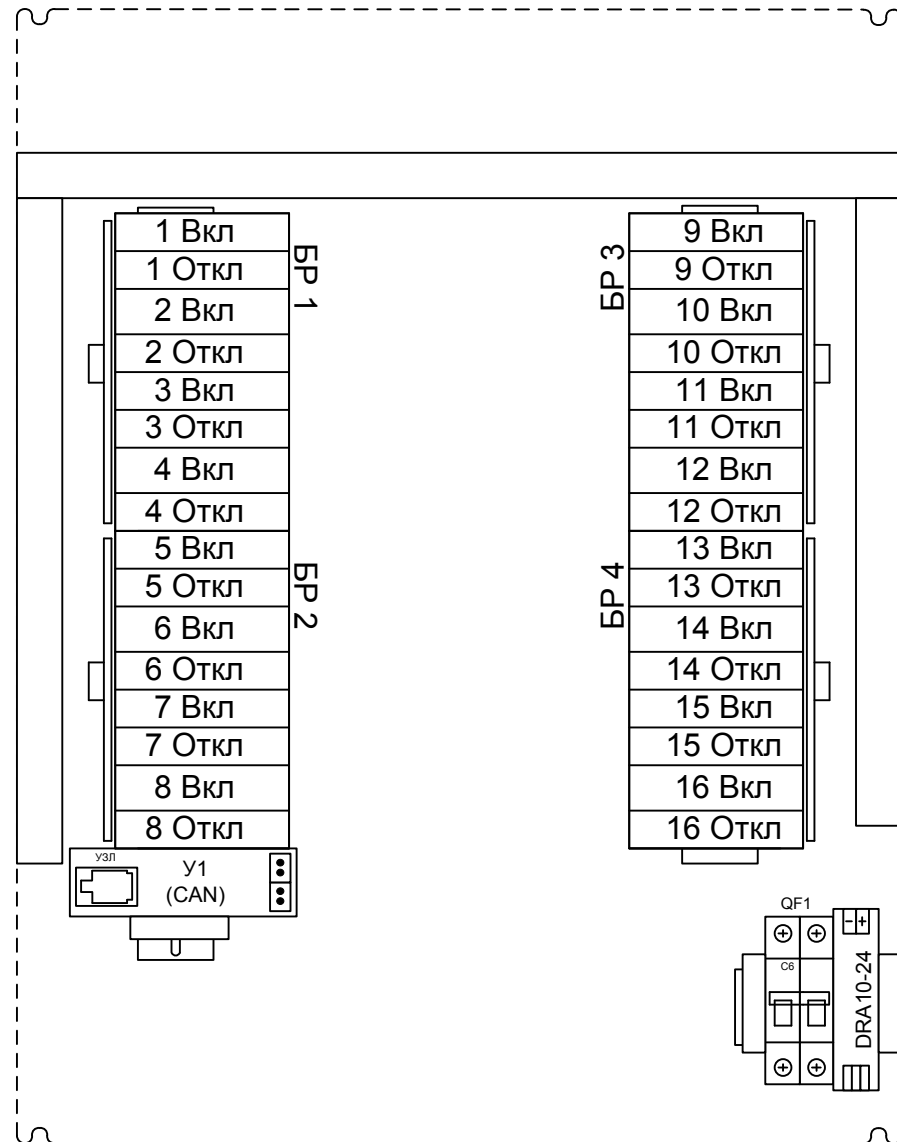 1 Вкл
1 Откл
2 Вкл
2 Откл
3 Вкл
3 Откл
4 Вкл
4 Откл
БР 1
5 Вкл
5 Откл
6 Вкл
6 Откл
7 Вкл
7 Откл
8 Вкл
8 Откл
БР 2
УЗЛ
У1
(CAN)
БР 3
9 Вкл
9 Откл
10 Вкл
10 Откл
11 Вкл
11 Откл
12 Вкл
12 Откл
БР 4
13 Вкл
13 Откл
14 Вкл
14 Откл
15 Вкл
15 Откл
16 Вкл
16 Откл
QF1
C6
- +
DRA10-24